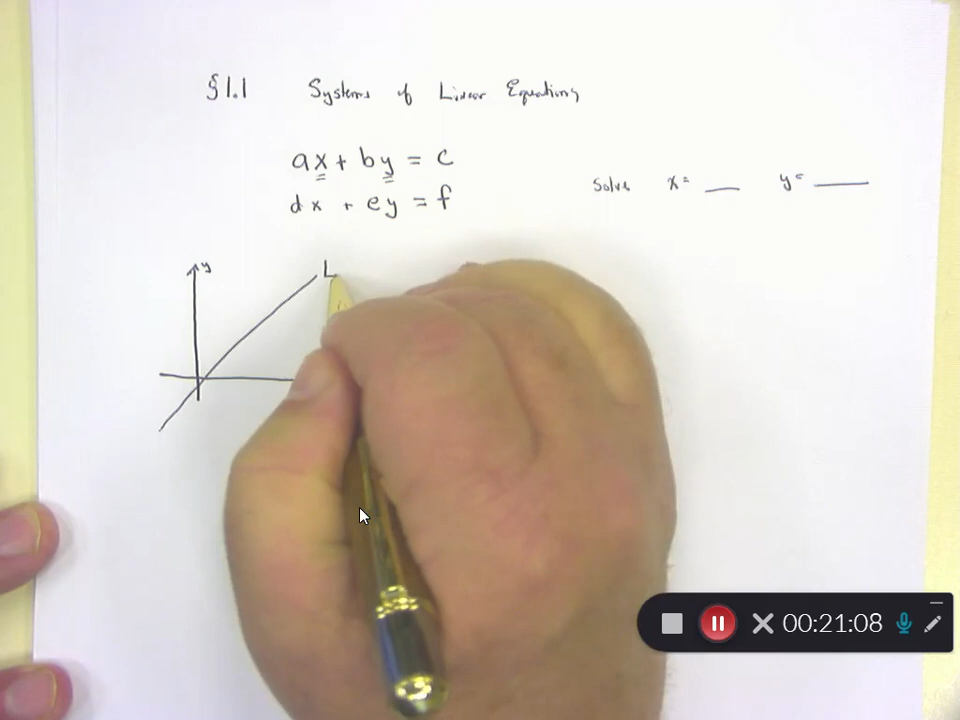 §1.1 Systems of Linear Equations
ax + by = c
dx + ey = f
Solve x= ___ y= ___
y
L
00:21:08